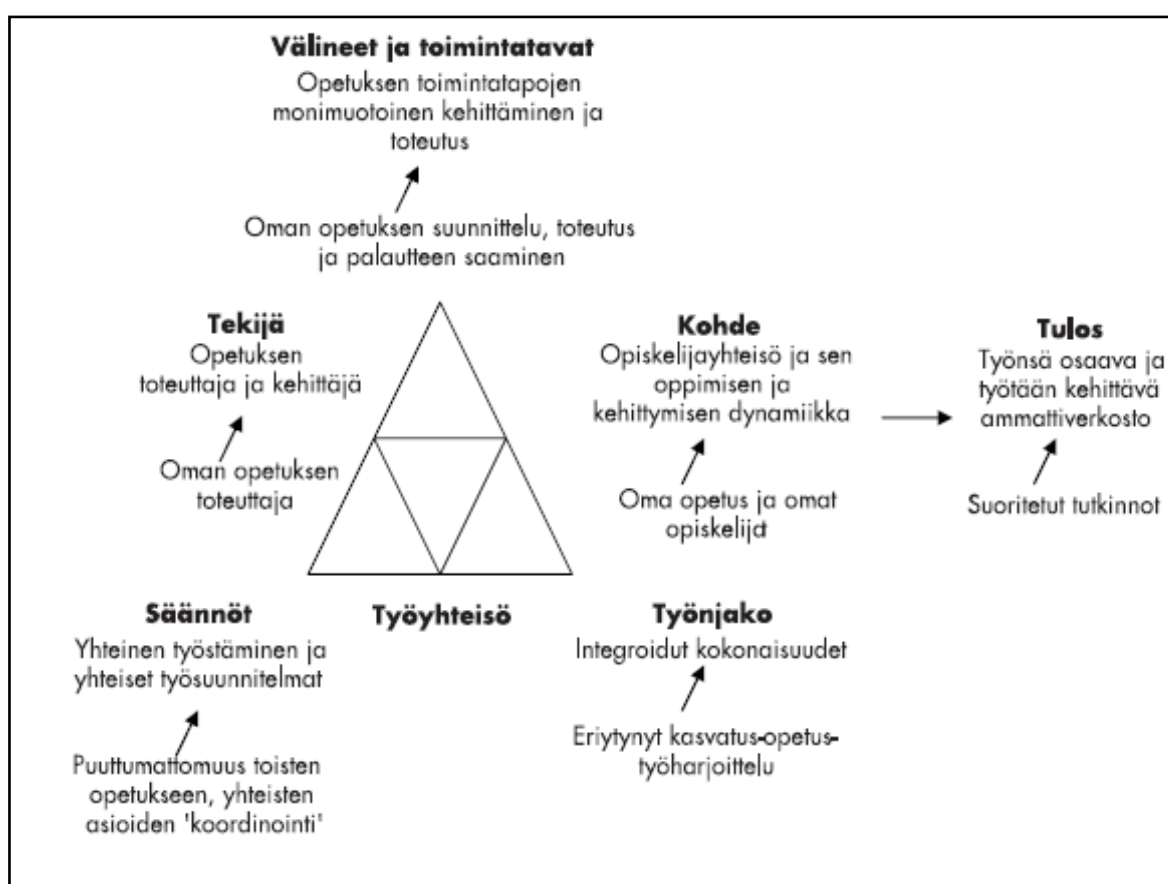 Välineet ja toimintatavat
Opetuksen toimintatapojen
monimuotoinen kehittäminen ja
toteutus
Oman opetuksen suunnittelu, toteutus
ja palautteen saaminen
Tekijä
Opetuksen
toteuttaja ja kehittäjä
Oman opetuksen
toteuttaja
Kohde
Opiskelijayhteisö ja sen
oppimisen ja
kehittymisen dynamiikka
Oma opetus ja omat
opiskelijat
Tulos
Työnsä osaava ja
työtään kehittävä
ammattiverkosto
Suoritetut tutkinnot
Säännöt
Yhteinen työstäminen ja
yhteiset työsuunnitelmat
Puuttumattomuus toisten
opetukseen, yhteisten
asioiden 'koordinointi'
Työyhteisö
Työnjako
Integroidut kokonaisuudet
Eriytynyt kasvatus-opetus-
työharjoittelu